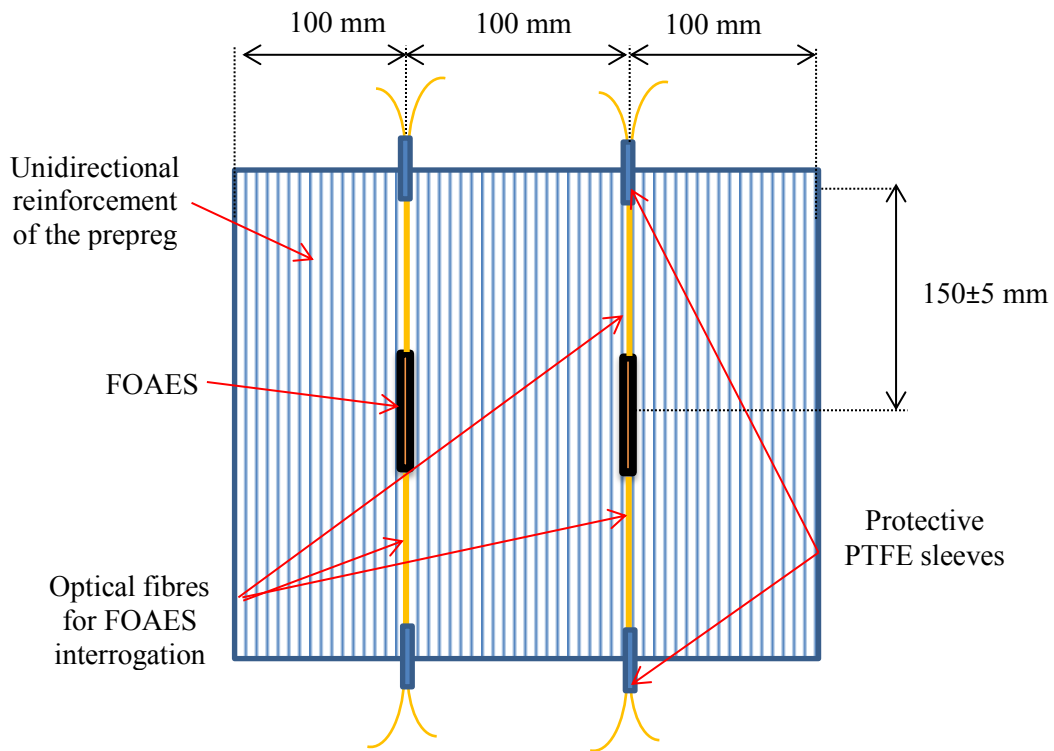 100 mm
100 mm
100 mm
Unidirectional
reinforcement
of the prepreg
150±5 mm
FOAES
Protective
PTFE sleeves
Optical fibres
for FOAES
interrogation